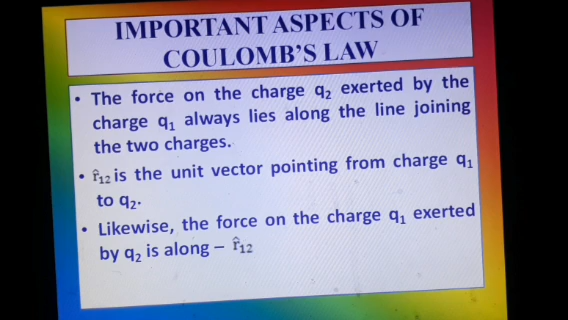 IMPORTANT ASPECTS OF
COULOMB'S LAW
• The force on the charge q₂ exerted by the
charge q₁ always lies along the line joining
the two charges.
• r̂₁₂ is the unit vector pointing from charge q₁
to q₂.
• Likewise, the force on the charge q₁ exerted
by q₂ is along – r̂₁₂